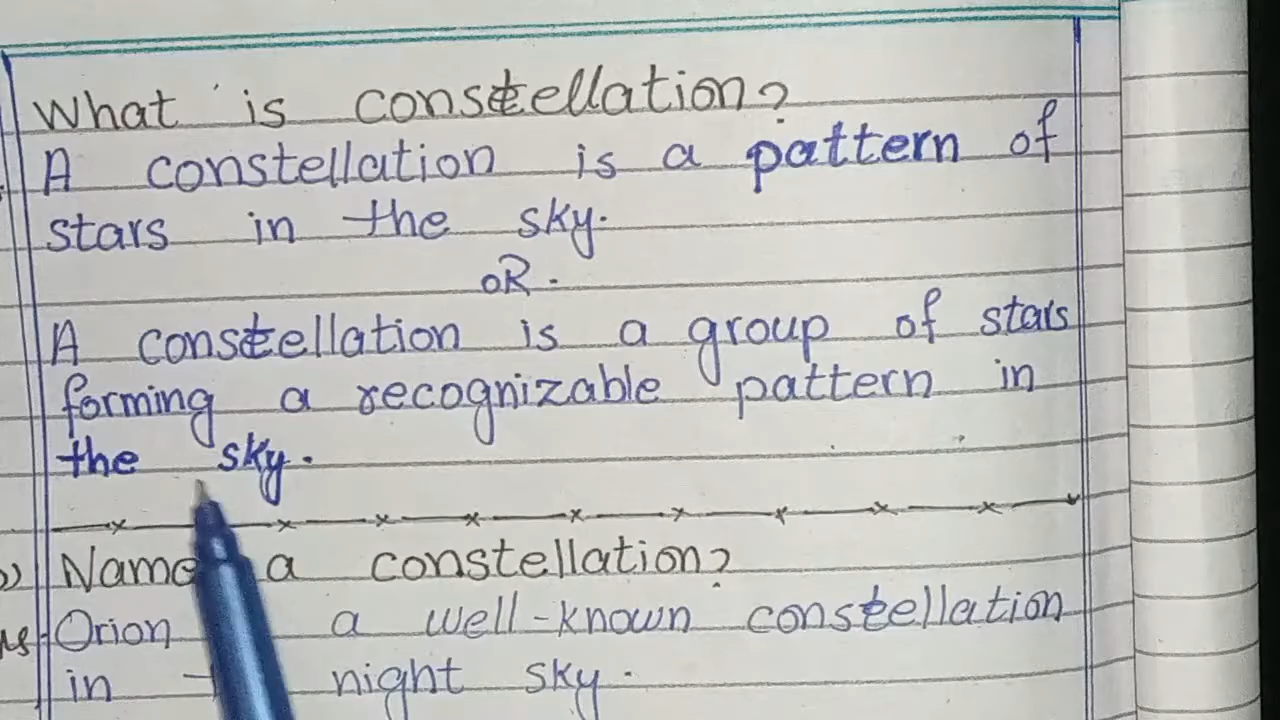 What is constellation?
A constellation is a pattern of
stars in the sky.
OR.
A constellation is a group of stars
forming a recognizable pattern in
the sky.
Name a constellation?
Orion a well-known constellation
in night sky.